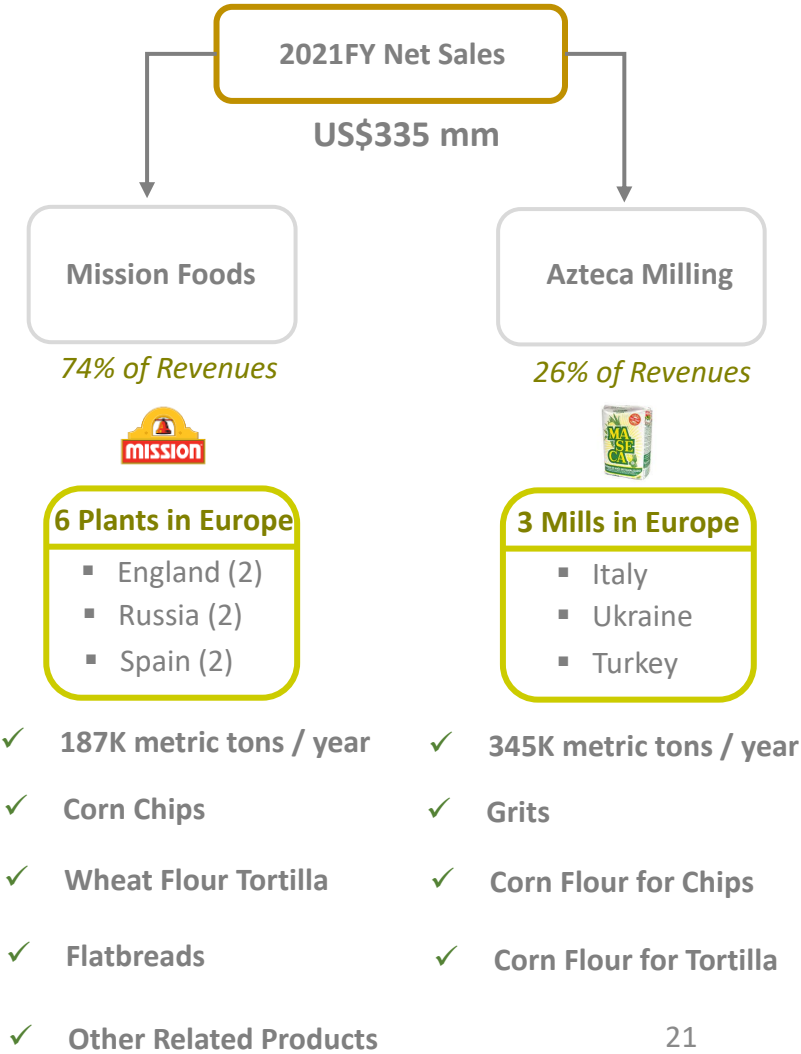 2021FY Net Sales
US$335 mm
Mission Foods
74% of Revenues
MISSION
6 Plants in Europe
▪ England (2)
▪ Russia (2)
▪ Spain (2)
✓ 187K metric tons / year
✓ Corn Chips
✓ Wheat Flour Tortilla
✓ Flatbreads
✓ Other Related Products
Azteca Milling
26% of Revenues
MA
SE
CA
3 Mills in Europe
▪ Italy
▪ Ukraine
▪ Turkey
✓ 345K metric tons / year
✓ Grits
✓ Corn Flour for Chips
✓ Corn Flour for Tortilla
21